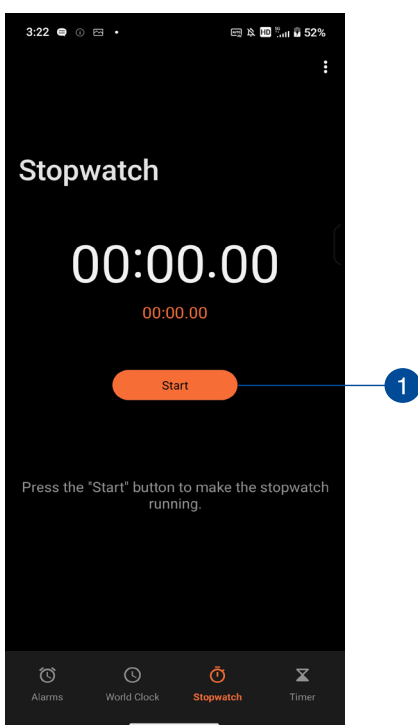 3:22 HD 52%
Stopwatch
00:00.00
00:00.00
Start
1
Press the "Start" button to make the stopwatch
running.
Alarms World Clock Stopwatch Timer